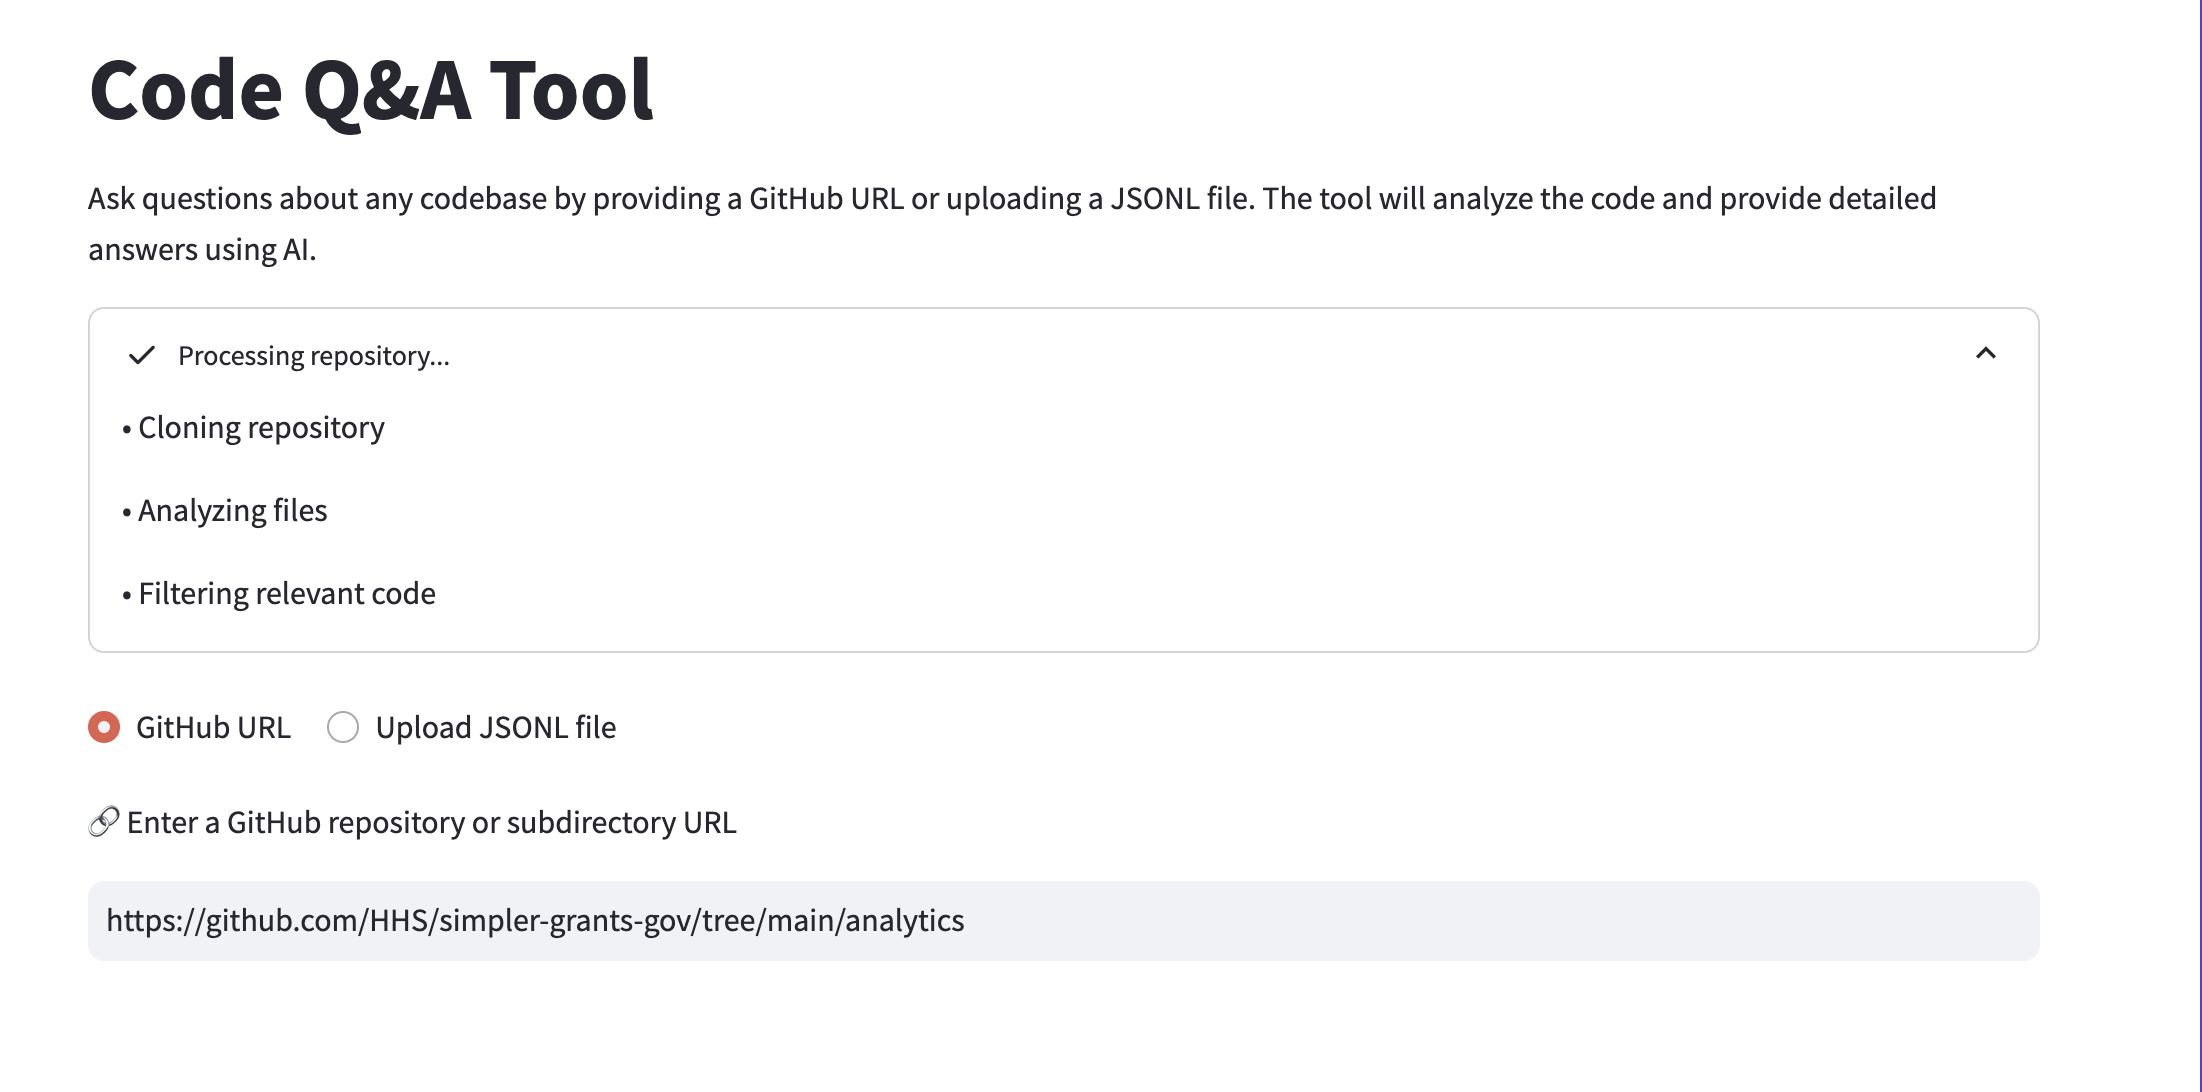 Code Q&A Tool
Ask questions about any codebase by providing a GitHub URL or uploading a JSONL file. The tool will analyze the code and provide detailed
answers using AI.
Processing repository...
• Cloning repository
• Analyzing files
• Filtering relevant code
GitHub URL Upload JSONL file
🔗 Enter a GitHub repository or subdirectory URL
https://github.com/HHS/simpler-grants-gov/tree/main/analytics